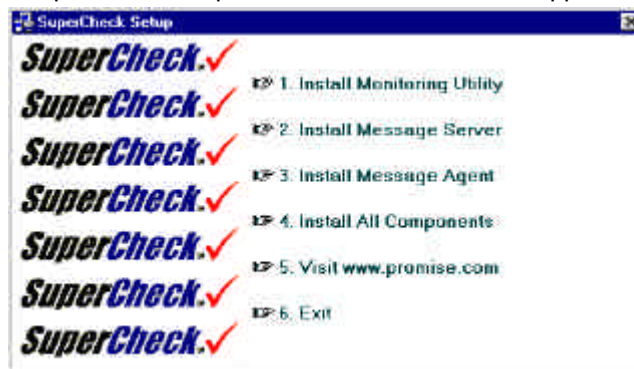 SuperCheck Setup
SuperCheck
SuperCheck
SuperCheck
SuperCheck
SuperCheck
SuperCheck
SuperCheck
1. Install Monitoring Utility
2. Install Message Server
3. Install Message Agent
4. Install All Components
5. Visit www.promise.com
6. Exit